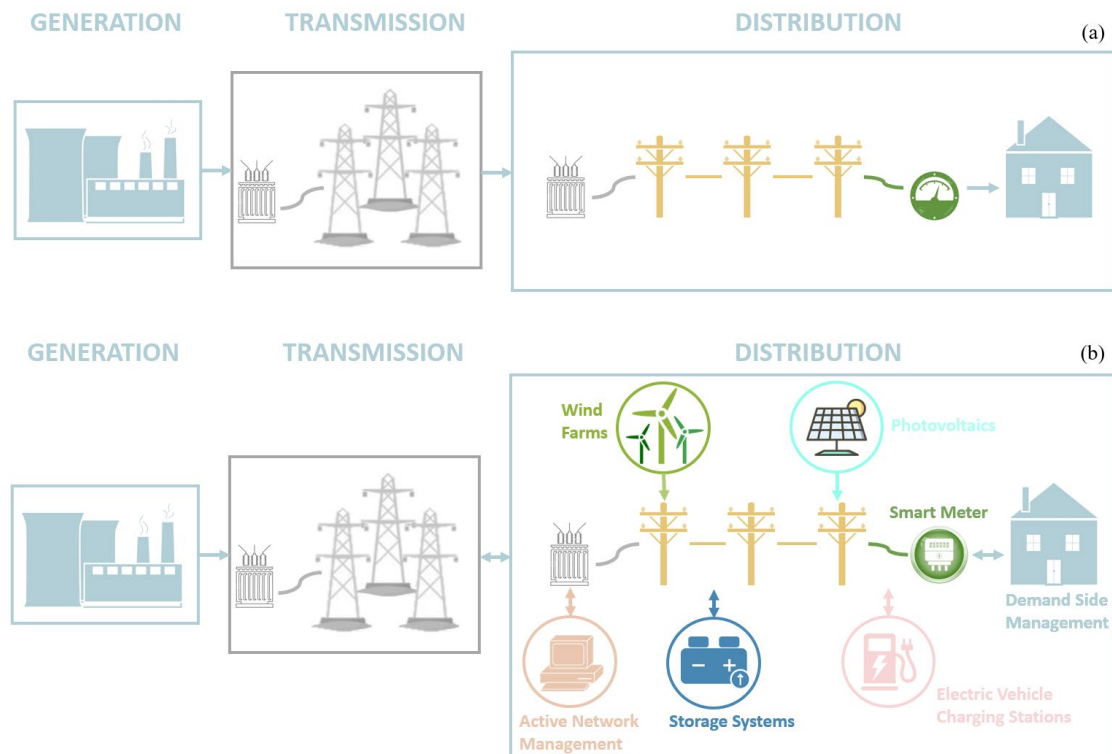 GENERATION
TRANSMISSION
DISTRIBUTION
(a)
GENERATION
TRANSMISSION
DISTRIBUTION
(b)
Wind
Farms
Photovoltaics
Smart Meter
Demand Side
Management
Active Network
Management
Storage Systems
Electric Vehicle
Charging Stations